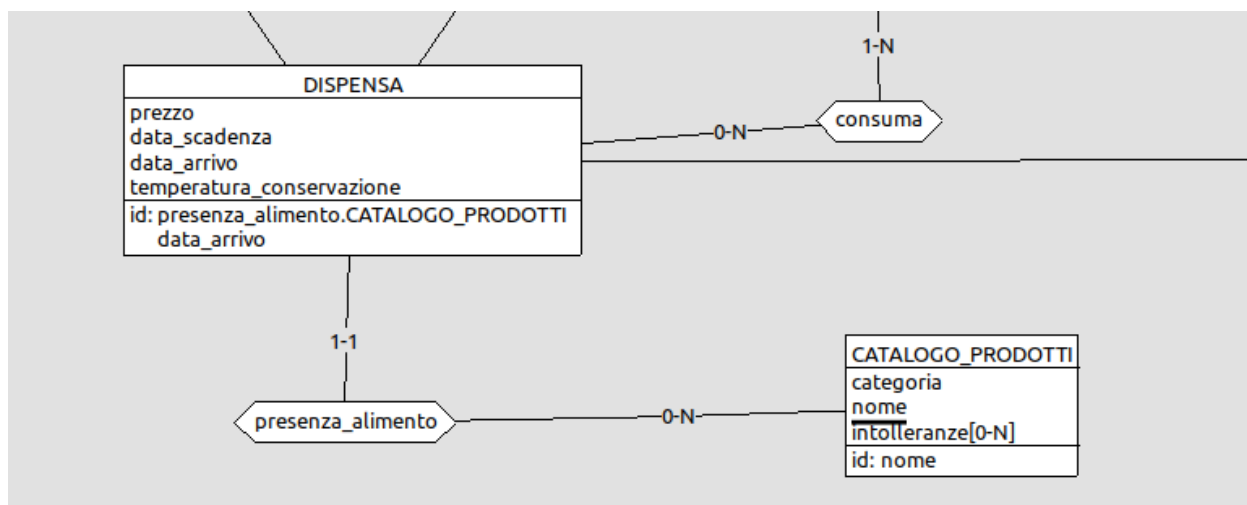 1-N
DISPENSA
prezzo
data_scadenza
data_arrivo
temperatura_conservazione
id: presenza_alimento.CATALOGO_PRODOTTI
data_arrivo
0-N
consuma
1-1
presenza_alimento
0-N
CATALOGO_PRODOTTI
categoria
nome
intolleranze[0-N]
id: nome